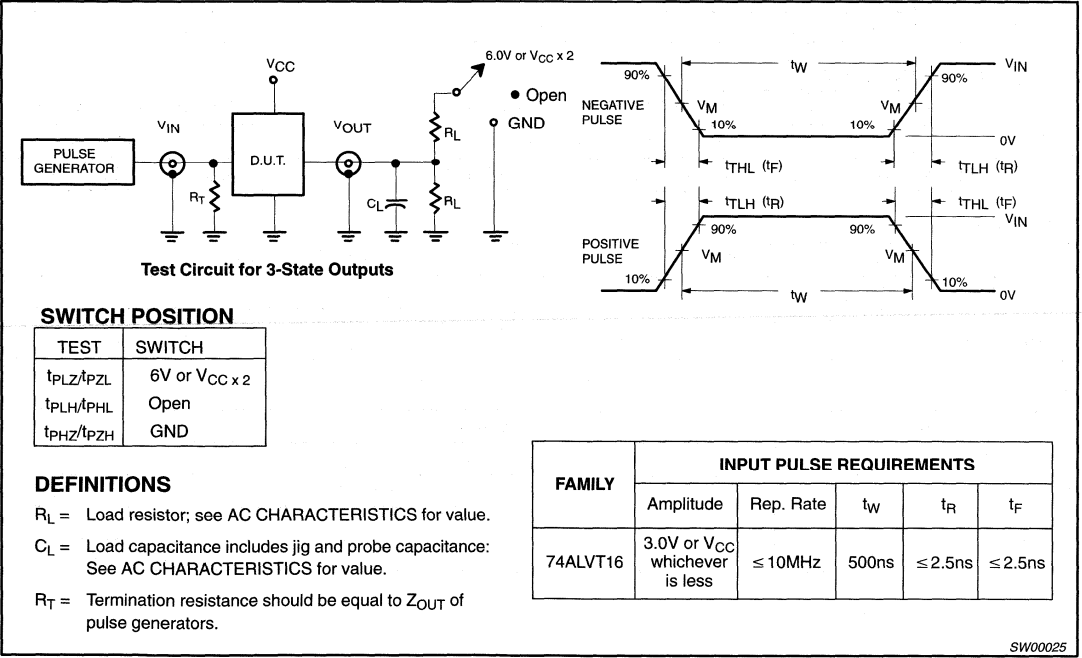 VCC
6.0V or VCC x 2
Open
GND
VIN
VOUT
PULSE
GENERATOR
D.U.T.
RT
CL
RL
RL
Test Circuit for 3-State Outputs
90%
tW
90%
VIN
NEGATIVE
PULSE
VM
VM
10%
10%
0V
tTHL (tF)
tTLH (tR)
tTLH (tR)
tTHL (tF)
VIN
90%
90%
POSITIVE
PULSE
VM
VM
10%
10%
tW
0V
SWITCH POSITION
TEST SWITCH
tPLZ/tPZL 6V or VCC x 2
tPLH/tPHL Open
tPHZ/tPZH GND
DEFINITIONS
RL = Load resistor; see AC CHARACTERISTICS for value.
CL = Load capacitance includes jig and probe capacitance:
See AC CHARACTERISTICS for value.
RT = Termination resistance should be equal to ZOUT of
pulse generators.
FAMILY
INPUT PULSE REQUIREMENTS
Amplitude Rep. Rate tW tR tF
74ALVT16
3.0V or VCC
whichever
is less
≤ 10MHz 500ns ≤ 2.5ns ≤ 2.5ns
SW00025